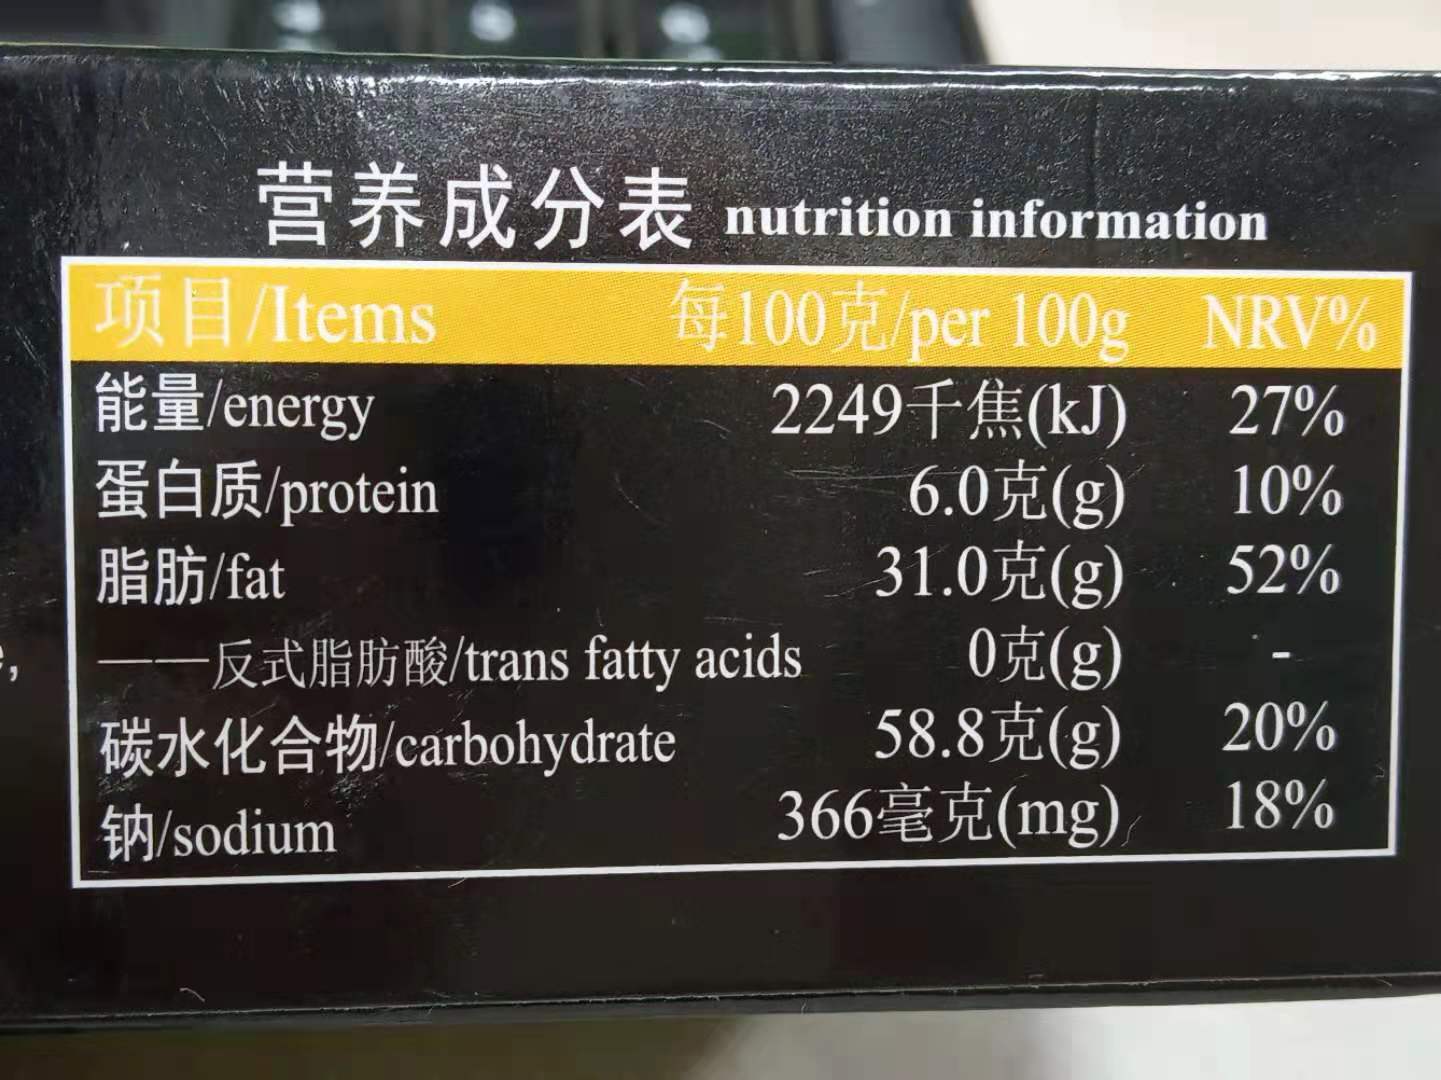 营养成分表 nutrition information
项目/Items 每100克/per 100g NRV%
能量/energy 2249千焦(kJ) 27%
蛋白质/protein 6.0克(g) 10%
脂肪/fat 31.0克(g) 52%
——反式脂肪酸/trans fatty acids 0克(g) -
碳水化合物/carbohydrate 58.8克(g) 20%
钠/sodium 366毫克(mg) 18%